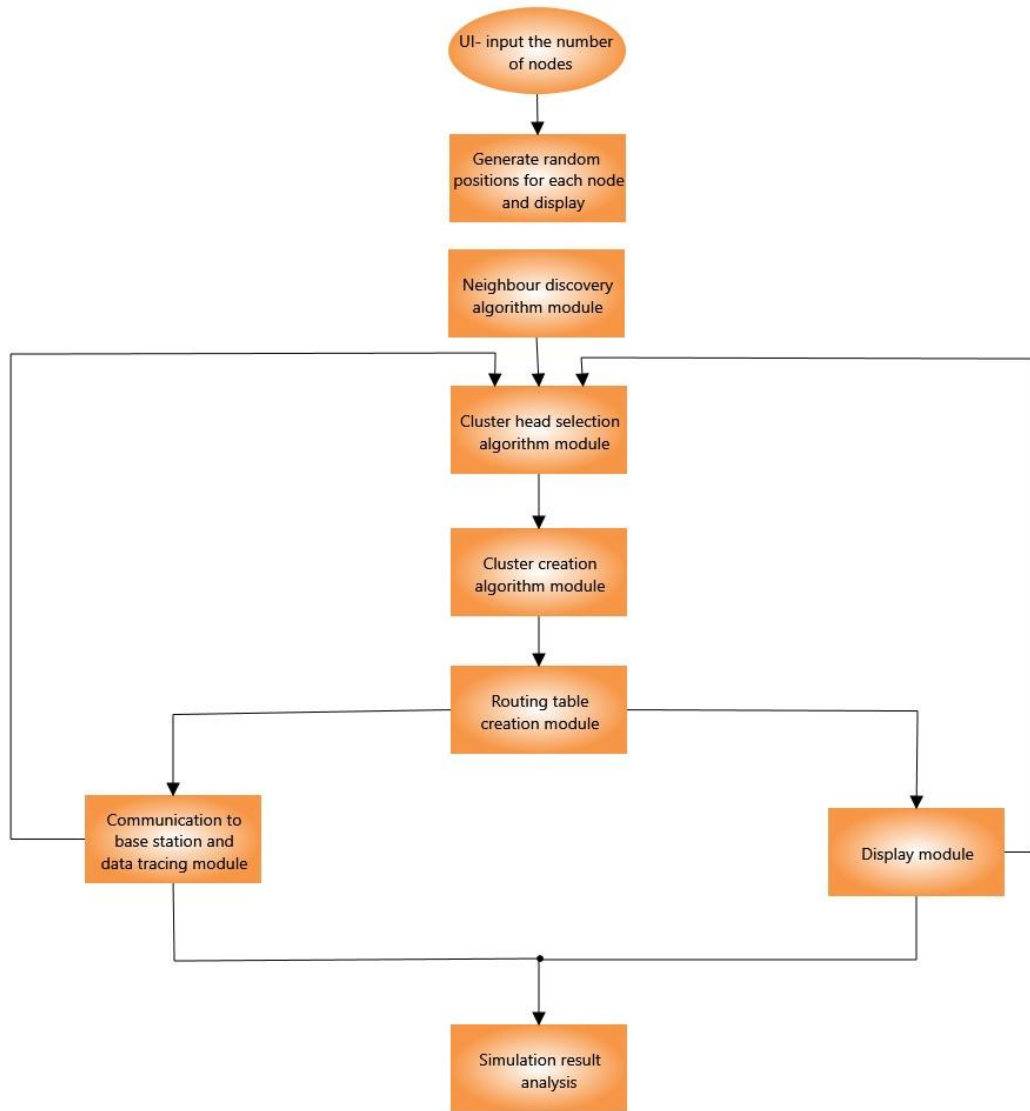 UI- input the number
of nodes
Generate random
positions for each node
and display
Neighbour discovery
algorithm module
Cluster head selection
algorithm module
Cluster creation
algorithm module
Routing table
creation module
Communication to
base station and
data tracing module
Display module
Simulation result
analysis